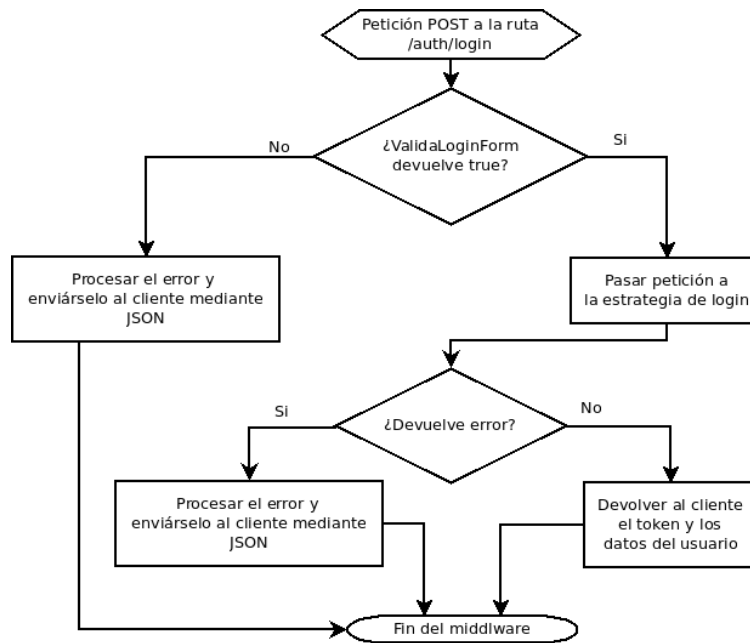 Petición POST a la ruta
/auth/login
¿ValidaLoginForm
devuelve true?
No
Si
Procesar el error y
enviárselo al cliente mediante
JSON
Pasar petición a
la estrategia de login
¿Devuelve error?
Si
No
Procesar el error y
enviárselo al cliente mediante
JSON
Devolver al cliente
el token y los
datos del usuario
Fin del middlware